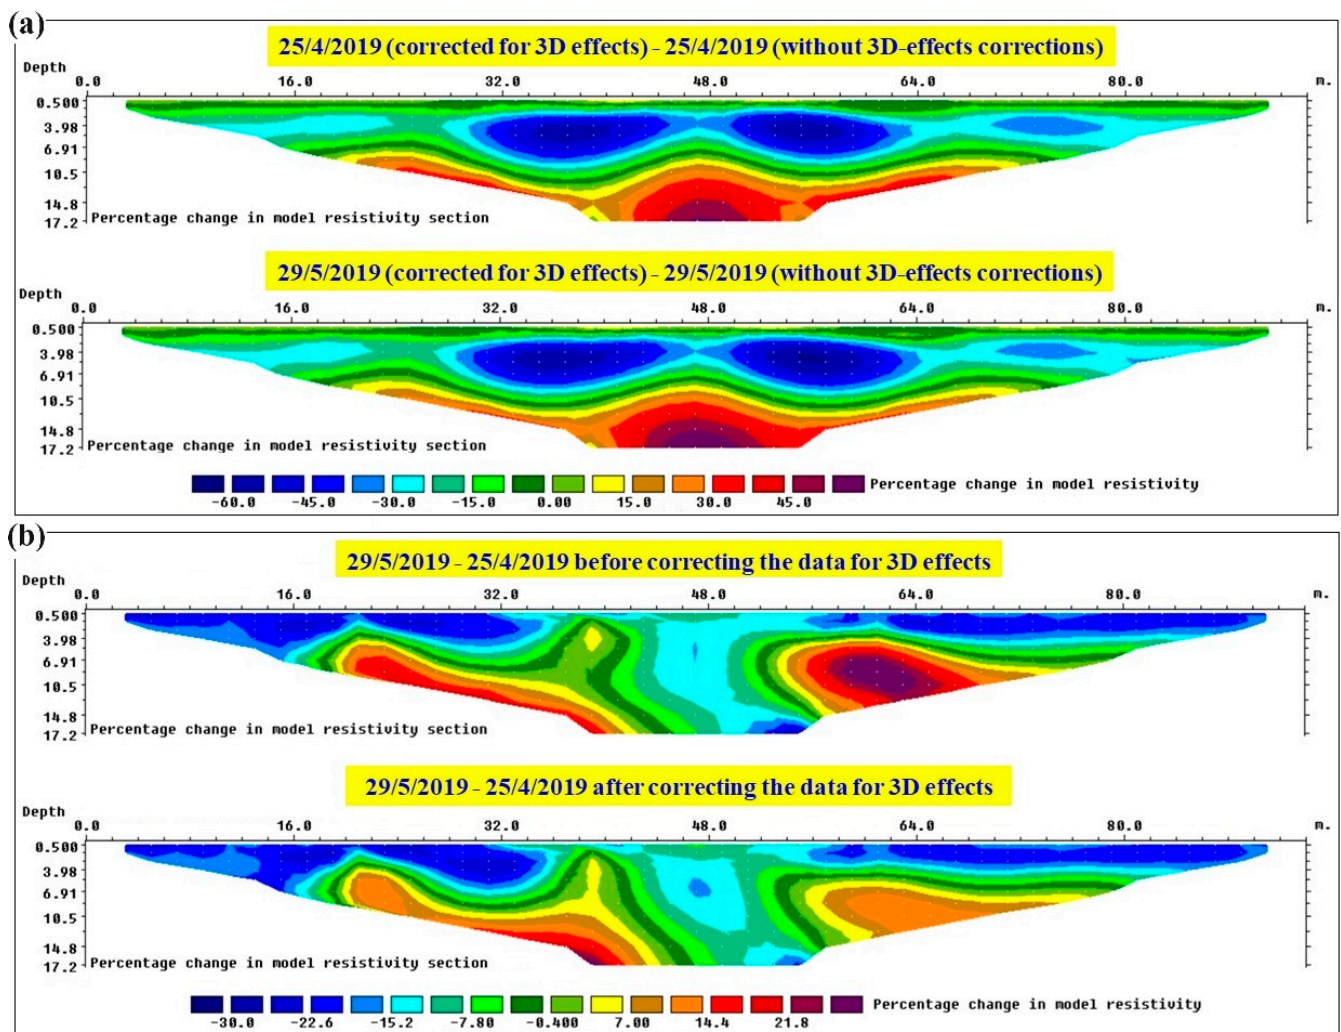 (a)
25/4/2019 (corrected for 3D effects) - 25/4/2019 (without 3D-effects corrections)
Depth
0.0 16.0 32.0 48.0 64.0 80.0 m.
0.500
3.98
6.91
10.5
14.8
17.2
Percentage change in model resistivity section
29/5/2019 (corrected for 3D effects) - 29/5/2019 (without 3D-effects corrections)
Depth
0.0 16.0 32.0 48.0 64.0 80.0 m.
0.500
3.98
6.91
10.5
14.8
17.2
Percentage change in model resistivity section
Percentage change in model resistivity
-60.0 -45.0 -30.0 -15.0 0.00 15.0 30.0 45.0
(b)
29/5/2019 - 25/4/2019 before correcting the data for 3D effects
Depth
0.0 16.0 32.0 48.0 64.0 80.0 m.
0.500
3.98
6.91
10.5
14.8
17.2
Percentage change in model resistivity section
29/5/2019 - 25/4/2019 after correcting the data for 3D effects
Depth
0.0 16.0 32.0 48.0 64.0 80.0 m.
0.500
3.98
6.91
10.5
14.8
17.2
Percentage change in model resistivity section
Percentage change in model resistivity
-30.0 -22.6 -15.2 -7.80 -0.400 7.00 14.4 21.8